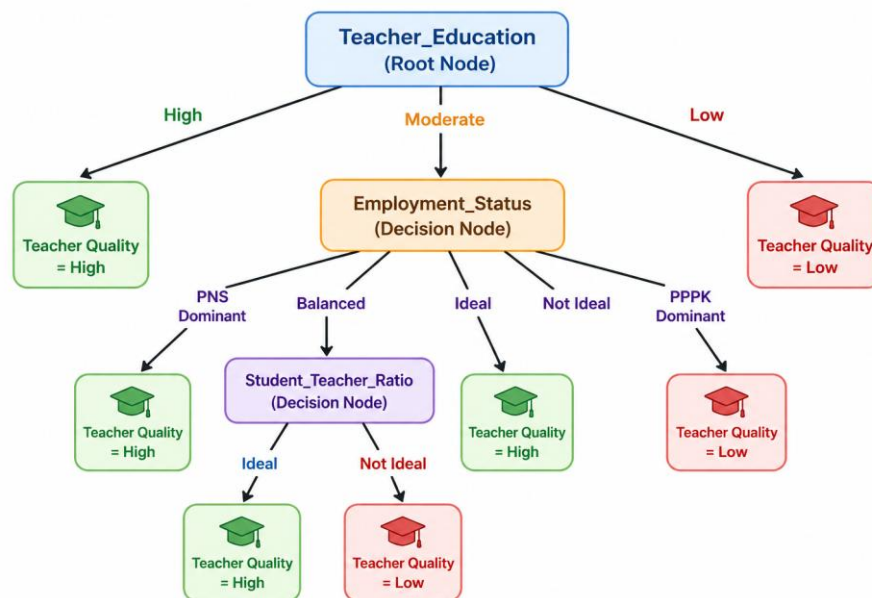 Teacher_Education
(Root Node)
High
Moderate
Low
Teacher Quality
= High
Employment_Status
(Decision Node)
Teacher Quality
= Low
PNS
Dominant
Balanced
Ideal
Not Ideal
PPPK
Dominant
Teacher Quality
= High
Student_Teacher_Ratio
(Decision Node)
Teacher Quality
= High
Teacher Quality
= Low
Ideal
Not Ideal
Teacher Quality
= High
Teacher Quality
= Low